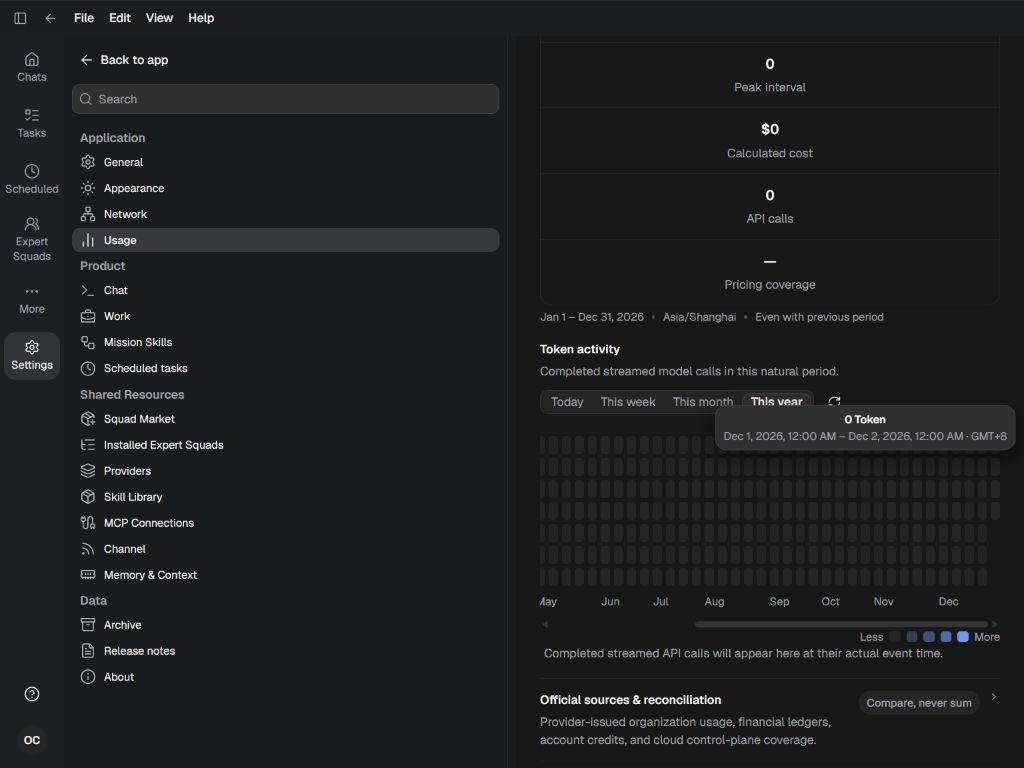 File Edit View Help
Chats
Tasks
Scheduled
Expert
Squads
More
Settings
OC
Back to app
Search
Application
General
Appearance
Network
Usage
Product
Chat
Work
Mission Skills
Scheduled tasks
Shared Resources
Squad Market
Installed Expert Squads
Providers
Skill Library
MCP Connections
Channel
Memory & Context
Data
Archive
Release notes
About
0
Peak interval
$0
Calculated cost
0
API calls
—
Pricing coverage
Jan 1 – Dec 31, 2026 • Asia/Shanghai • Even with previous period
Token activity
Completed streamed model calls in this natural period.
Today This week This month This year
0 Token
Dec 1, 2026, 12:00 AM – Dec 2, 2026, 12:00 AM · GMT+8
May Jun Jul Aug Sep Oct Nov Dec
Less More
Completed streamed API calls will appear here at their actual event time.
Official sources & reconciliation
Compare, never sum
Provider-issued organization usage, financial ledgers,
account credits, and cloud control-plane coverage.